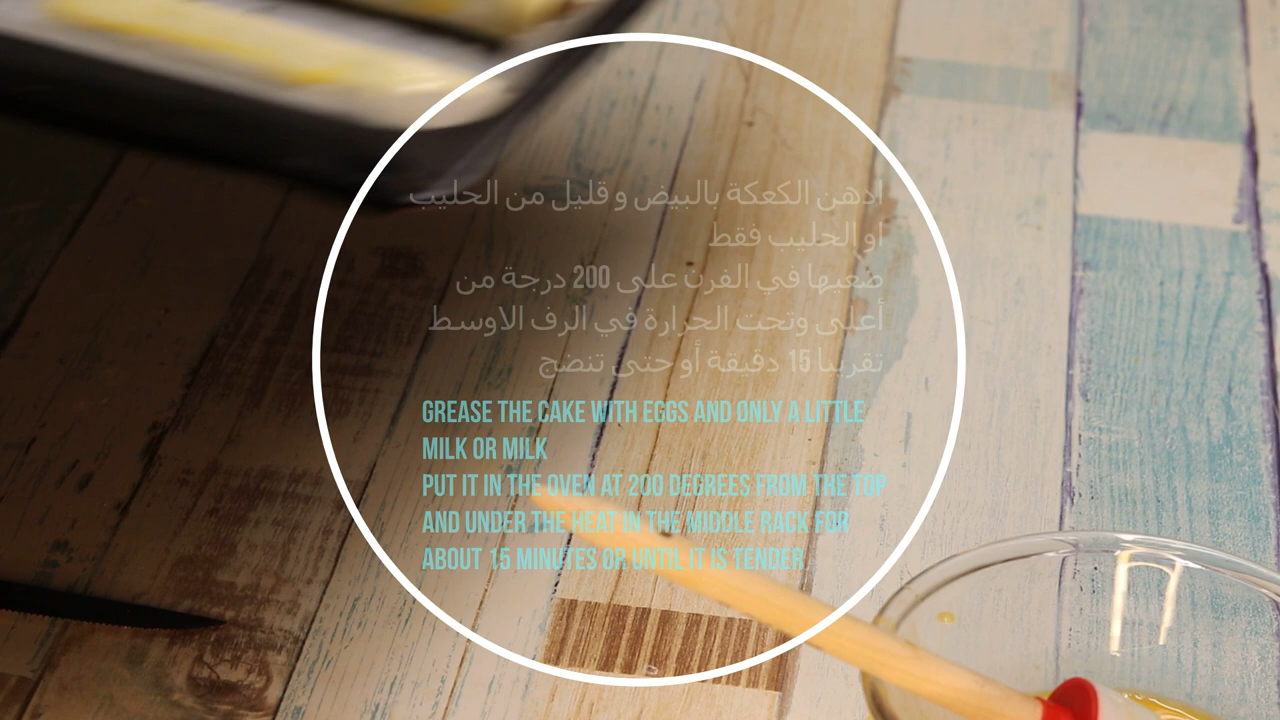 ادهن الكعكة بالبيض و قليل من الحليب
او الحليب فقط
ضعيها في الفرن على 200 درجة من
أعلى وتحت الحرارة في الرف الاوسط
تقريبا 15 دقيقة أو حتى تنضج
GREASE THE CAKE WITH EGGS AND ONLY A LITTLE
MILK OR MILK
PUT IT IN THE OVEN AT 200 DEGREES FROM THE TOP
AND UNDER THE HEAT IN THE MIDDLE RACK FOR
ABOUT 15 MINUTES OR UNTIL IT IS TENDER